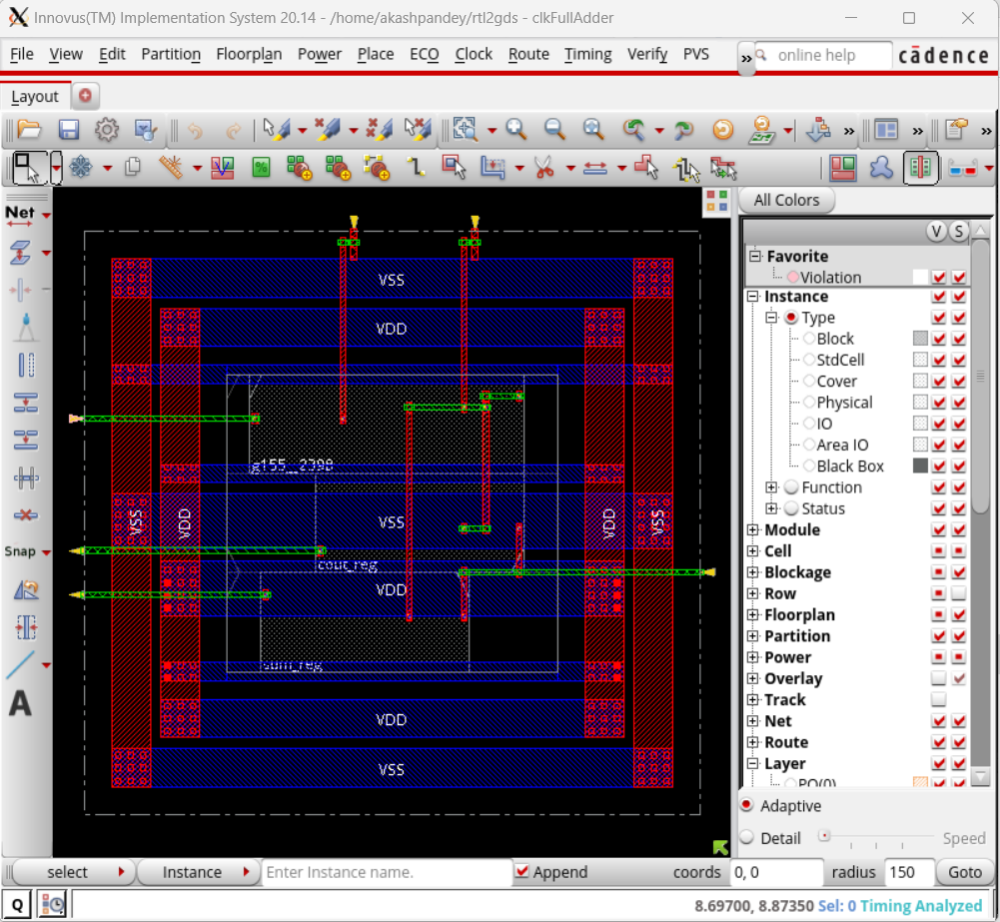 Innovus(TM) Implementation System 20.14 - /home/akashpandey/rtl2gds - clkFullAdder
File View Edit Partition Floorplan Power Place ECO Clock Route Timing Verify PVS » online help cādence
Layout
All Colors
Net
V S
Favorite
Violation
Instance
Type
Block
StdCell
Cover
Physical
IO
Area IO
Black Box
Function
Status
Module
Cell
Blockage
Row
Floorplan
Partition
Power
Overlay
Track
Net
Route
Layer
PO(0)
VSS
VDD
g155__2398
VSS VDD VSS VDD VSS
cout_reg
VDD
sum_reg
VDD
VSS
Snap
A
Adaptive
Detail Speed
select Instance Enter Instance name. Append coords 0, 0 radius 150 Goto
Q 8.69700, 8.87350 Sel: 0 Timing Analyzed